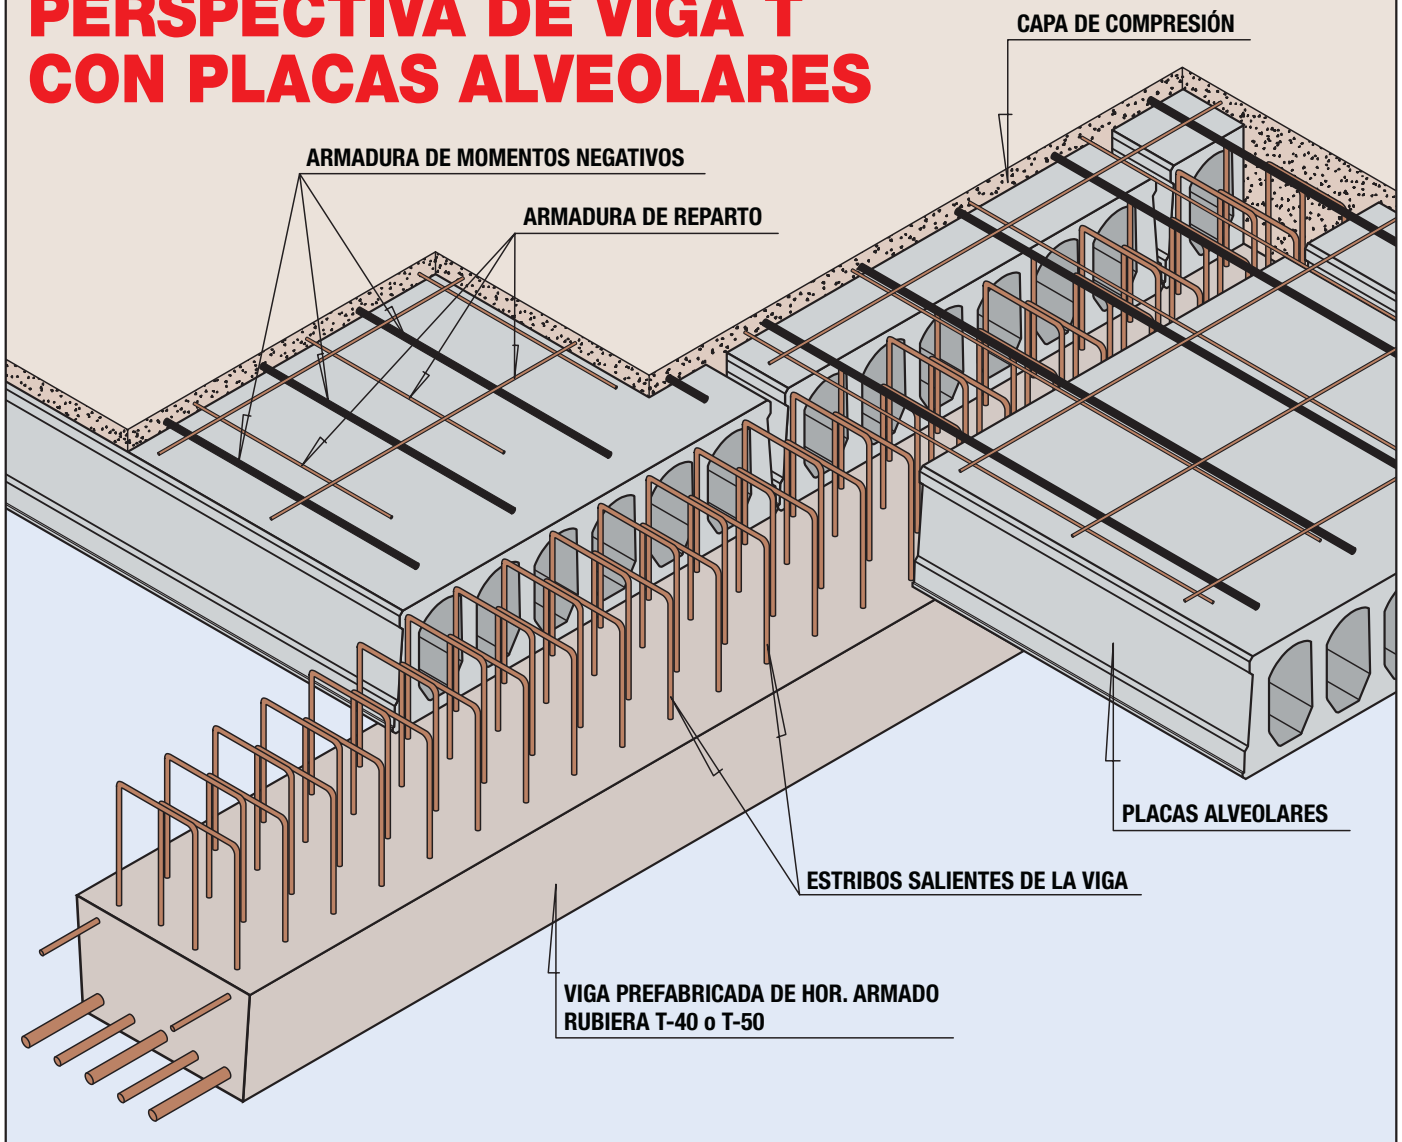 PERSPECTIVA DE VIGA T
CON PLACAS ALVEOLARES
CAPA DE COMPRESIÓN
ARMADURA DE MOMENTOS NEGATIVOS
ARMADURA DE REPARTO
PLACAS ALVEOLARES
ESTRIBOS SALIENTES DE LA VIGA
VIGA PREFABRICADA DE HOR. ARMADO
RUBIERA T-40 o T-50